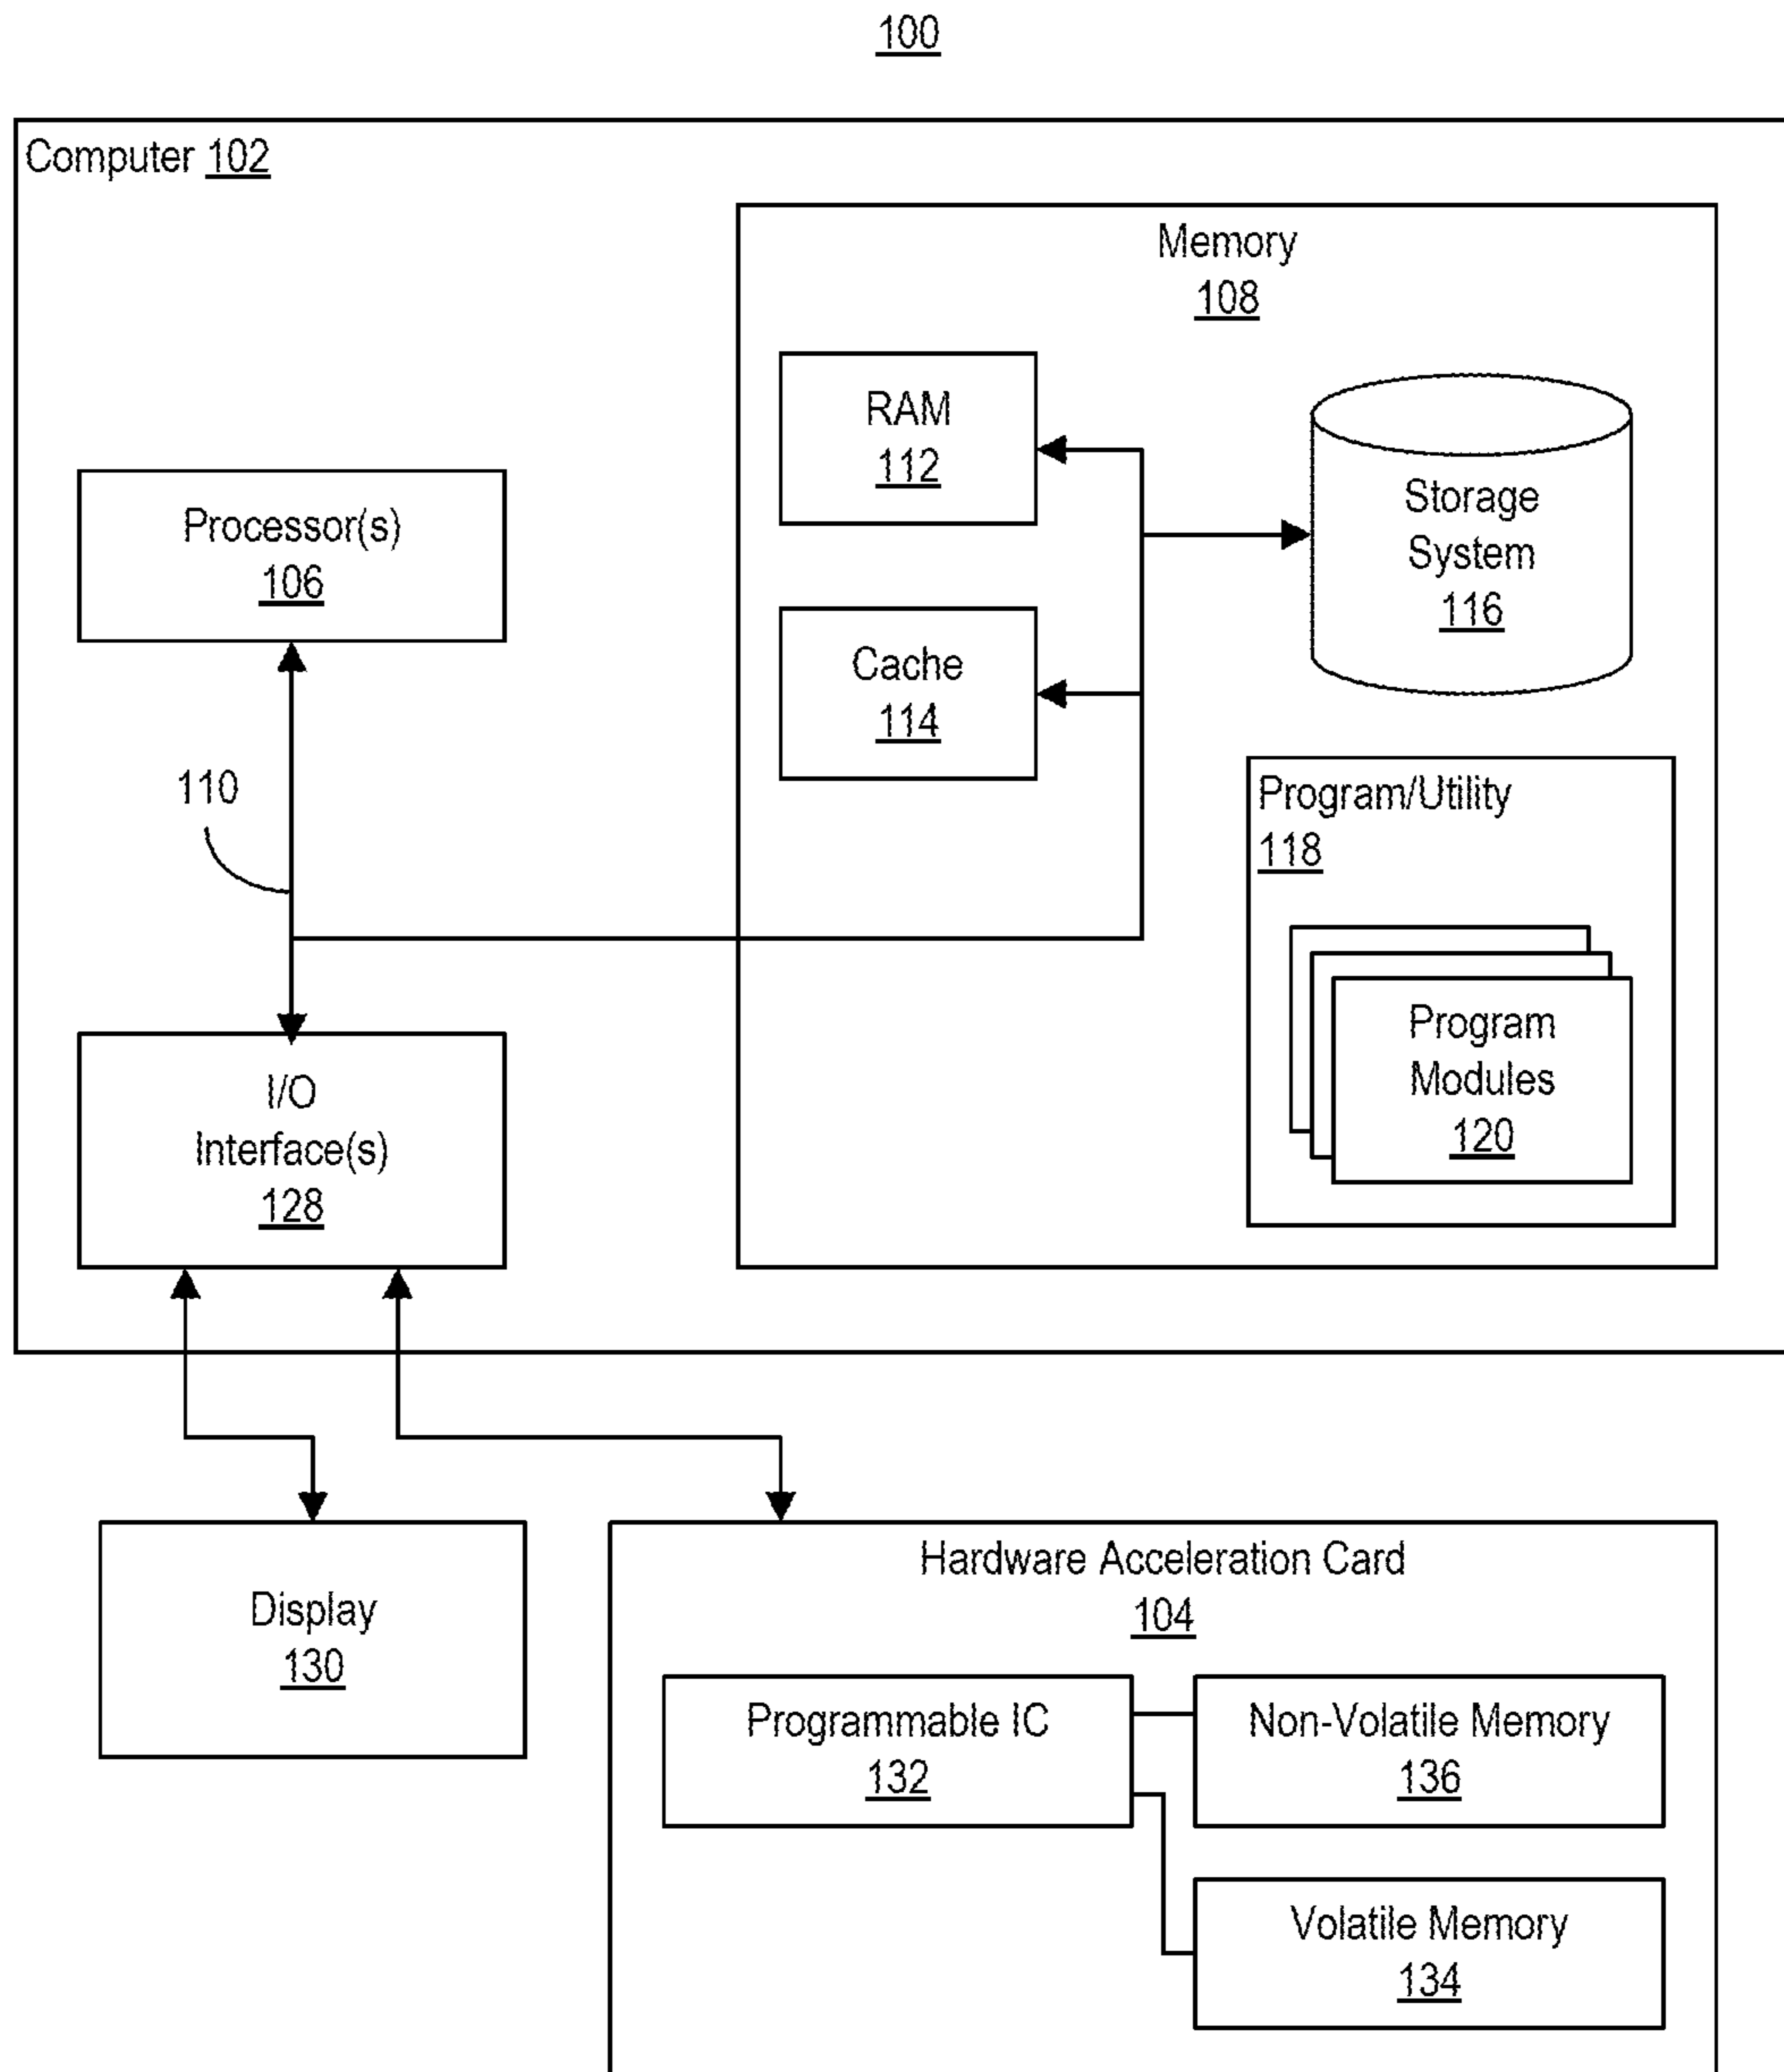 100
Computer 102
Memory
108
RAM
112
Storage
System
116
Processor(s)
106
Cache
114
110
Program/Utility
118
Program
Modules
120
I/O
Interface(s)
128
Display
130
Hardware Acceleration Card
104
Programmable IC
132
Non-Volatile Memory
136
Volatile Memory
134